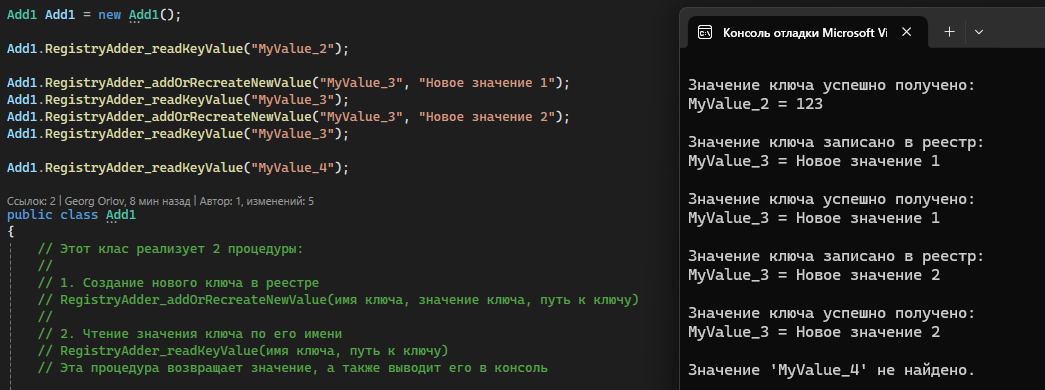 Add1 Add1 = new Add1();
Add1.RegistryAdder_readKeyValue("MyValue_2");
Add1.RegistryAdder_addOrRecreateNewValue("MyValue_3", "Новое значение 1");
Add1.RegistryAdder_readKeyValue("MyValue_3");
Add1.RegistryAdder_addOrRecreateNewValue("MyValue_3", "Новое значение 2");
Add1.RegistryAdder_readKeyValue("MyValue_3");
Add1.RegistryAdder_readKeyValue("MyValue_4");
Ссылок: 2 | Georg Orlov, 8 мин назад | Автор: 1, изменений: 5
public class Add1
{
// Этот клас реализует 2 процедуры:
//
// 1. Создание нового ключа в реестре
// RegistryAdder_addOrRecreateNewValue(имя ключа, значение ключа, путь к ключу)
//
// 2. Чтение значения ключа по его имени
// RegistryAdder_readKeyValue(имя ключа, путь к ключу)
// Эта процедура возвращает значение, а также выводит его в консоль
Консоль отладки Microsoft Vi
Значение ключа успешно получено:
MyValue_2 = 123
Значение ключа записано в реестр:
MyValue_3 = Новое значение 1
Значение ключа успешно получено:
MyValue_3 = Новое значение 1
Значение ключа записано в реестр:
MyValue_3 = Новое значение 2
Значение ключа успешно получено:
MyValue_3 = Новое значение 2
Значение 'MyValue_4' не найдено.